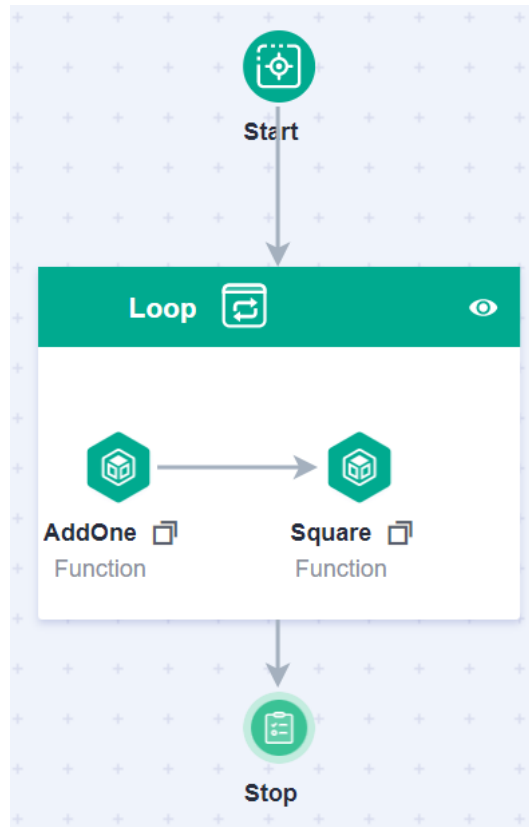 Start
Loop
AddOne
Square
Function
Function
Stop